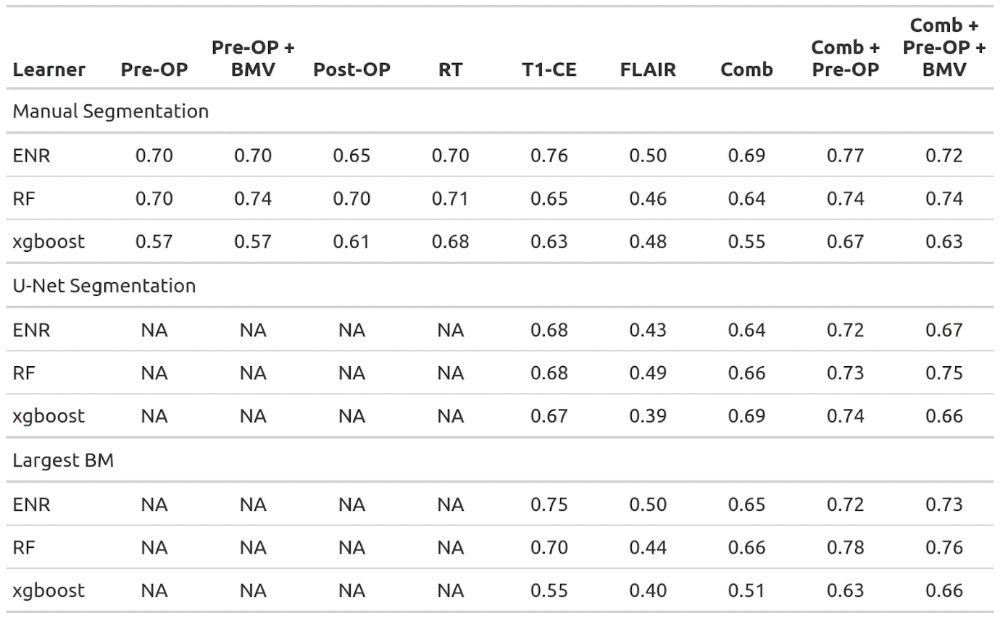 Learner Pre-OP Pre-OP + BMV Post-OP RT T1-CE FLAIR Comb Comb + Pre-OP Comb + Pre-OP + BMV
Manual Segmentation
ENR 0.70 0.70 0.65 0.70 0.76 0.50 0.69 0.77 0.72
RF 0.70 0.74 0.70 0.71 0.65 0.46 0.64 0.74 0.74
xgboost 0.57 0.57 0.61 0.68 0.63 0.48 0.55 0.67 0.63
U-Net Segmentation
ENR NA NA NA NA 0.68 0.43 0.64 0.72 0.67
RF NA NA NA NA 0.68 0.49 0.66 0.73 0.75
xgboost NA NA NA NA 0.67 0.39 0.69 0.74 0.66
Largest BM
ENR NA NA NA NA 0.75 0.50 0.65 0.72 0.73
RF NA NA NA NA 0.70 0.44 0.66 0.78 0.76
xgboost NA NA NA NA 0.55 0.40 0.51 0.63 0.66